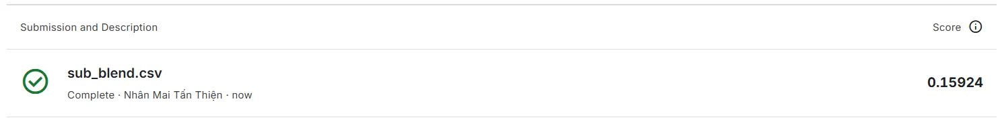 Submission and Description
Score
sub_blend.csv
0.15924
Complete · Nhân Mai Tấn Thiện · now